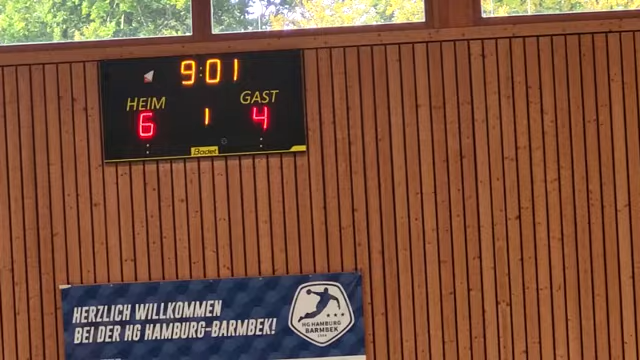 9:01
HEIM
GAST
6
1
4
Bodet
HERZLICH WILLKOMMEN
BEI DER HG HAMBURG-BARMBEK!
HG HAMBURG
BARMBEK